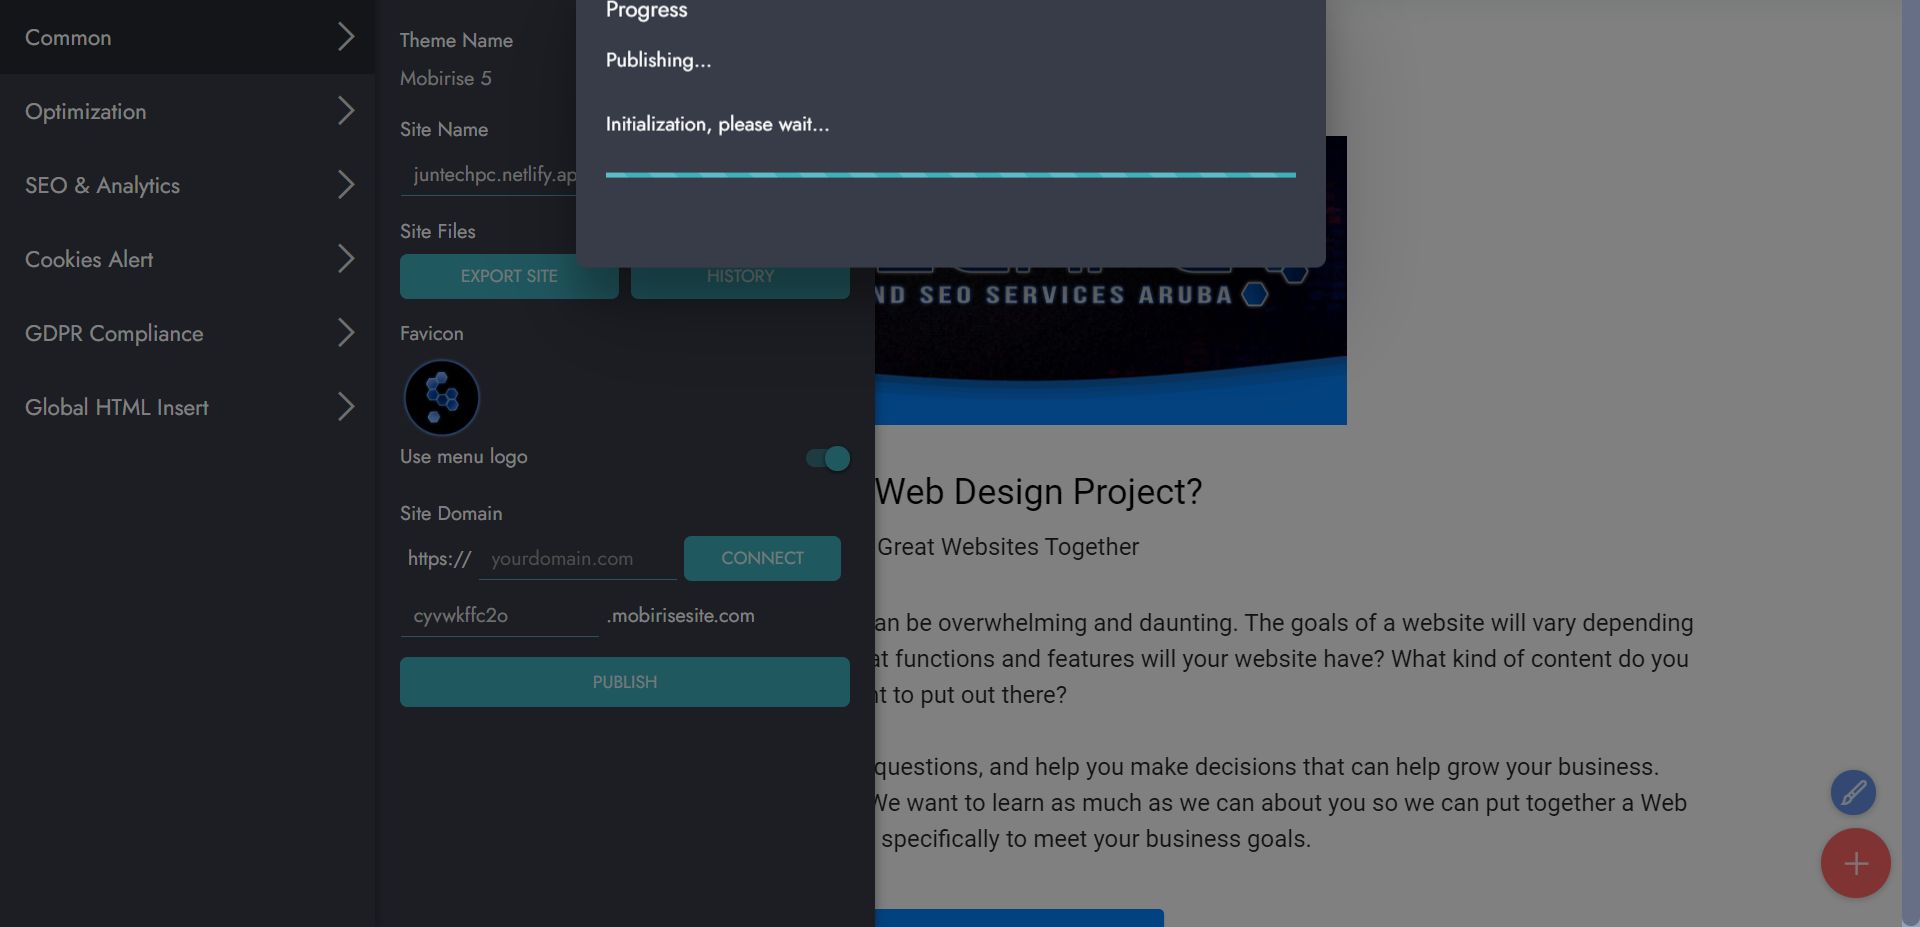 Common
Optimization
SEO & Analytics
Cookies Alert
GDPR Compliance
Global HTML Insert
Theme Name
Mobirise 5
Site Name
juntechpc.netlify.ap
Site Files
EXPORT SITE
HISTORY
Favicon
Use menu logo
Site Domain
https:// yourdomain.com
CONNECT
cyvwkffc2o .mobirisesite.com
PUBLISH
Progress
Publishing...
Initialization, please wait...
ND SEO SERVICES ARUBA
Web Design Project?
Great Websites Together
an be overwhelming and daunting. The goals of a website will vary depending
at functions and features will your website have? What kind of content do you
nt to put out there?
questions, and help you make decisions that can help grow your business.
We want to learn as much as we can about you so we can put together a Web
specifically to meet your business goals.